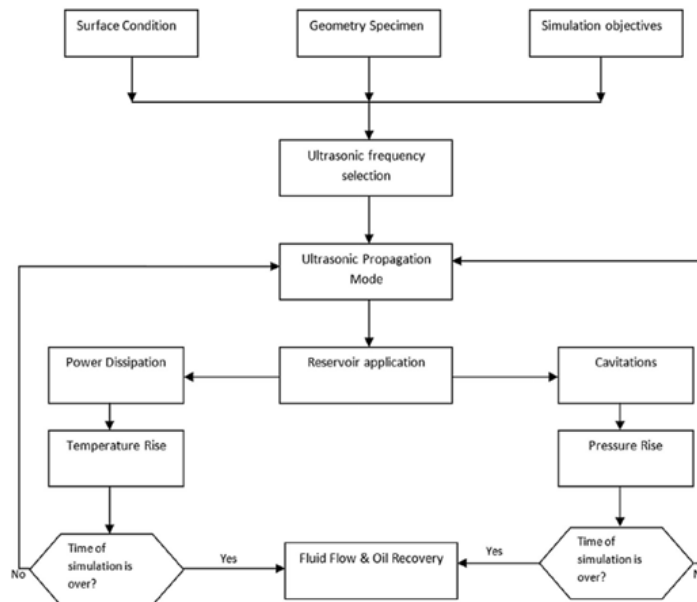 Surface Condition
Geometry Specimen
Simulation objectives
Ultrasonic frequency
selection
Ultrasonic Propagation
Mode
Power Dissipation
Reservoir application
Cavitations
Temperature Rise
Pressure Rise
Time of
simulation is
over?
No
Yes
Fluid Flow & Oil Recovery
Yes
Time of
simulation is
over?